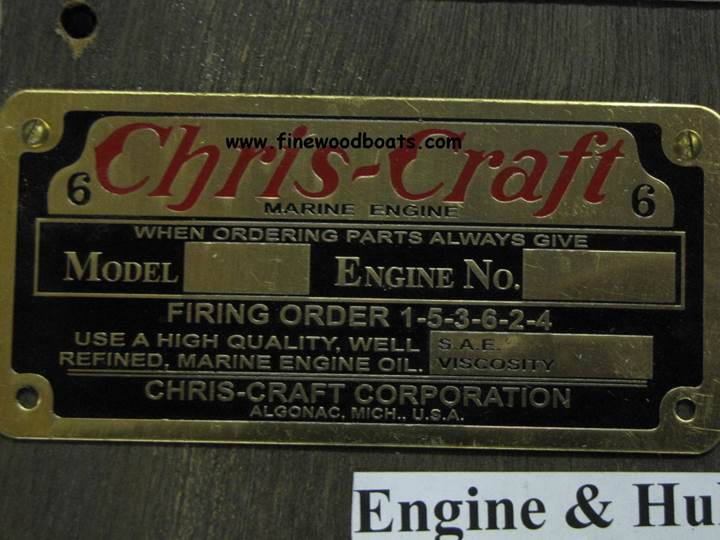 www.finewoodboats.com
6 Chris-Craft 6
MARINE ENGINE
WHEN ORDERING PARTS ALWAYS GIVE
MODEL ENGINE NO.
FIRING ORDER 1-5-3-6-2-4
USE A HIGH QUALITY, WELL S.A.E.
REFINED, MARINE ENGINE OIL. VISCOSITY
CHRIS-CRAFT CORPORATION
ALGONAC, MICH., U.S.A.
Engine &